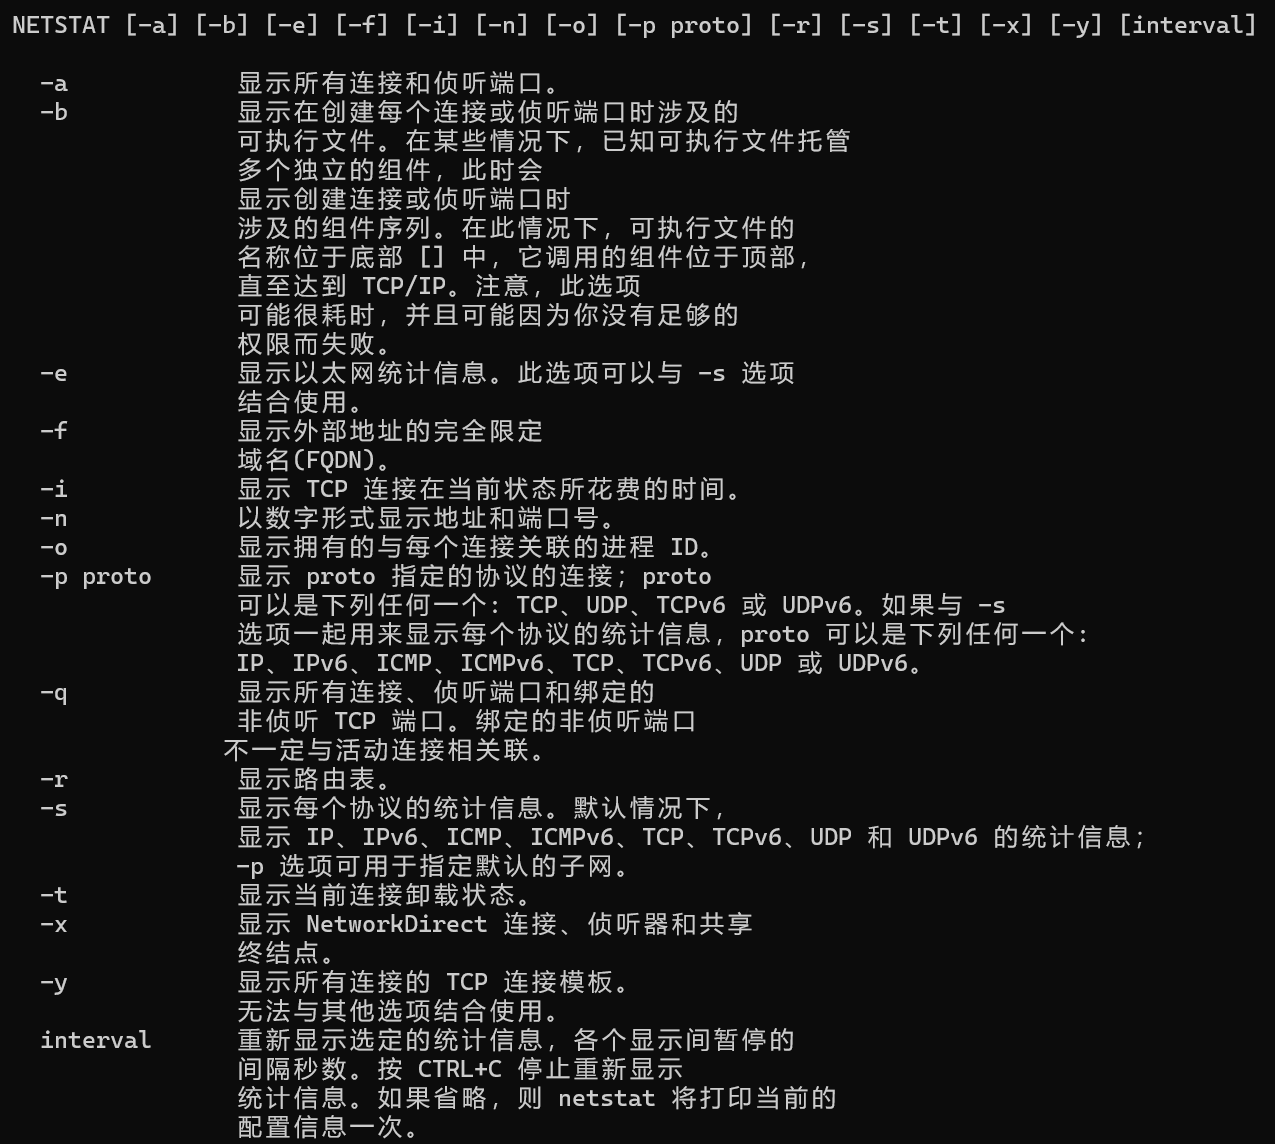 NETSTAT [-a] [-b] [-e] [-f] [-i] [-n] [-o] [-p proto] [-r] [-s] [-t] [-x] [-y] [interval]
-a 显示所有连接和侦听端口。
-b 显示在创建每个连接或侦听端口时涉及的
可执行文件。在某些情况下，已知可执行文件托管
多个独立的组件，此时会
显示创建连接或侦听端口时
涉及的组件序列。在此情况下，可执行文件的
名称位于底部 [] 中，它调用的组件位于顶部，
直至达到 TCP/IP。注意，此选项
可能很耗时，并且可能因为你没有足够的
权限而失败。
-e 显示以太网统计信息。此选项可以与 -s 选项
结合使用。
-f 显示外部地址的完全限定
域名(FQDN)。
-i 显示 TCP 连接在当前状态所花费的时间。
-n 以数字形式显示地址和端口号。
-o 显示拥有的与每个连接关联的进程 ID。
-p proto 显示 proto 指定的协议的连接；proto
可以是下列任何一个：TCP、UDP、TCPv6 或 UDPv6。如果与 -s
选项一起用来显示每个协议的统计信息，proto 可以是下列任何一个：
IP、IPv6、ICMP、ICMPv6、TCP、TCPv6、UDP 或 UDPv6。
-q 显示所有连接、侦听端口和绑定的
非侦听 TCP 端口。绑定的非侦听端口
不一定与活动连接相关联。
-r 显示路由表。
-s 显示每个协议的统计信息。默认情况下，
显示 IP、IPv6、ICMP、ICMPv6、TCP、TCPv6、UDP 和 UDPv6 的统计信息；
-p 选项可用于指定默认的子网。
-t 显示当前连接卸载状态。
-x 显示 NetworkDirect 连接、侦听器和共享
终结点。
-y 显示所有连接的 TCP 连接模板。
无法与其他选项结合使用。
interval 重新显示选定的统计信息，各个显示间暂停的
间隔秒数。按 CTRL+C 停止重新显示
统计信息。如果省略，则 netstat 将打印当前的
配置信息一次。